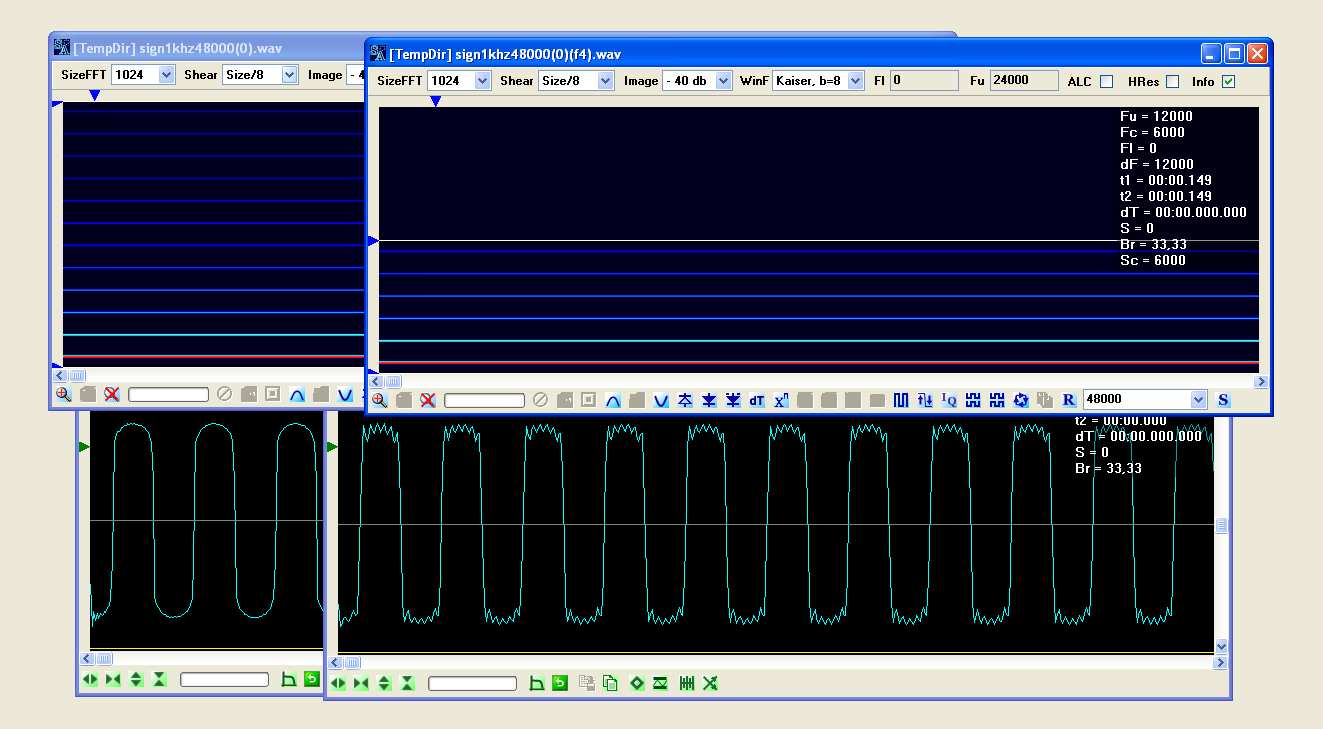 [TempDir] sign1khz48000(0).wav
SizeFFT 1024 Shear Size/8 Image - 4
[TempDir] sign1khz48000(0)(f4).wav
SizeFFT 1024 Shear Size/8 Image - 40 db WinF Kaiser, b=8 Fl 0 Fu 24000 ALC HRes Info
Fu = 12000
Fc = 6000
Fl = 0
dF = 12000
t1 = 00:00.149
t2 = 00:00.149
dT = 00:00.000.000
S = 0
Br = 33,33
Sc = 6000
dT X^n IQ R 48000 S
t2 = 00:00.000
dT = 00:00.000.000
S = 0
Br = 33,33